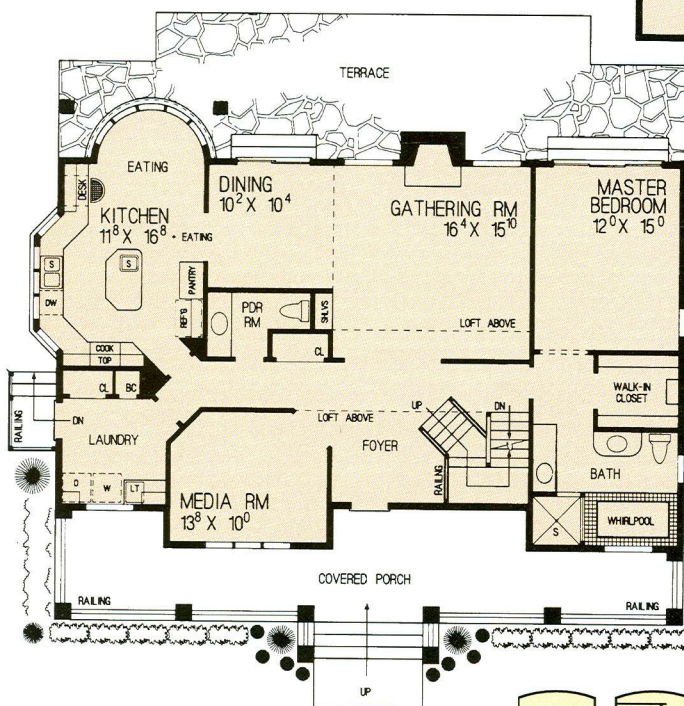 TERRACE
EATING
DESK
KITCHEN
11⁸ X 16⁸
EATING
DINING
10² X 10⁴
GATHERING RM
16⁴ X 15¹⁰
MASTER
BEDROOM
12⁰ X 15⁰
S
S
DW
PANTRY
REF'G
PDR
RM
SHLVS
LOFT ABOVE
COOK
TOP
CL
CL
BC
WALK-IN
CLOSET
RAILING
DN
LAUNDRY
LOFT ABOVE
UP
DN
FOYER
BATH
D
W
LT
MEDIA RM
13⁸ X 10⁰
RAILNG
S
WHIRLPOOL
COVERED PORCH
RAILING
RAILING
UP